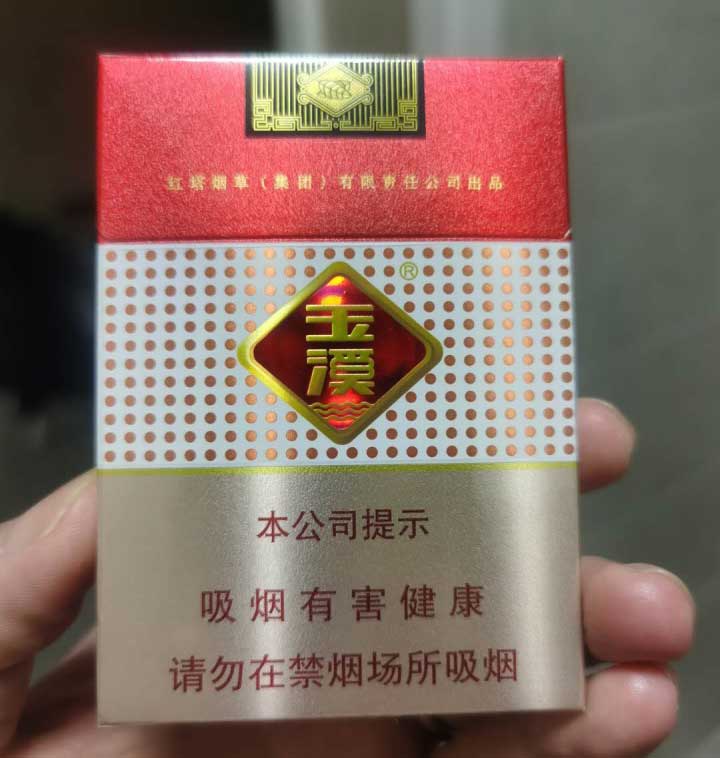 红塔烟草（集团）有限责任公司出品
®
玉
溪
本公司提示
吸烟有害健康
请勿在禁烟场所吸烟